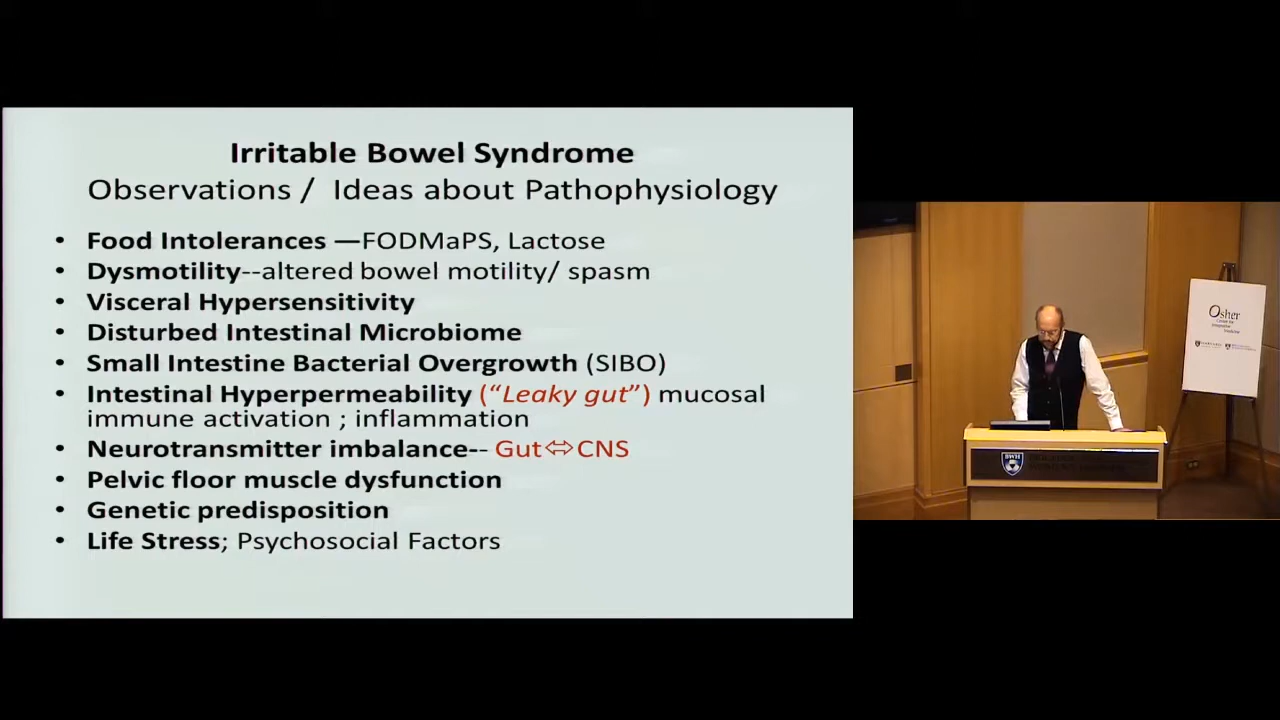 Irritable Bowel Syndrome
Observations / Ideas about Pathophysiology
• Food Intolerances —FODMaPS, Lactose
• Dysmotility--altered bowel motility/ spasm
• Visceral Hypersensitivity
• Disturbed Intestinal Microbiome
• Small Intestine Bacterial Overgrowth (SIBO)
• Intestinal Hyperpermeability (“Leaky gut”) mucosal
immune activation ; inflammation
• Neurotransmitter imbalance-- Gut⇔CNS
• Pelvic floor muscle dysfunction
• Genetic predisposition
• Life Stress; Psychosocial Factors
Osher
BWH